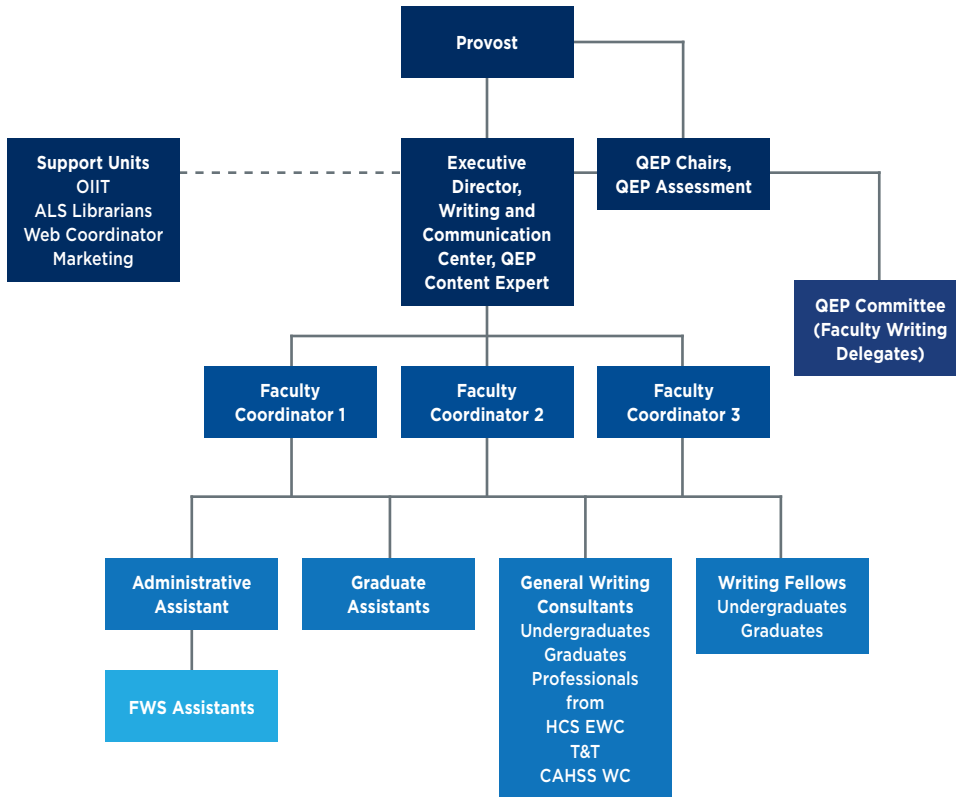 Provost
Support Units
OIIT
ALS Librarians
Web Coordinator
Marketing
Executive
Director,
Writing and
Communication
Center, QEP
Content Expert
QEP Chairs,
QEP Assessment
QEP Committee
(Faculty Writing
Delegates)
Faculty
Coordinator 1
Faculty
Coordinator 2
Faculty
Coordinator 3
Administrative
Assistant
Graduate
Assistants
General Writing
Consultants
Undergraduates
Graduates
Professionals
from
HCS EWC
T&T
CAHSS WC
Writing Fellows
Undergraduates
Graduates
FWS Assistants